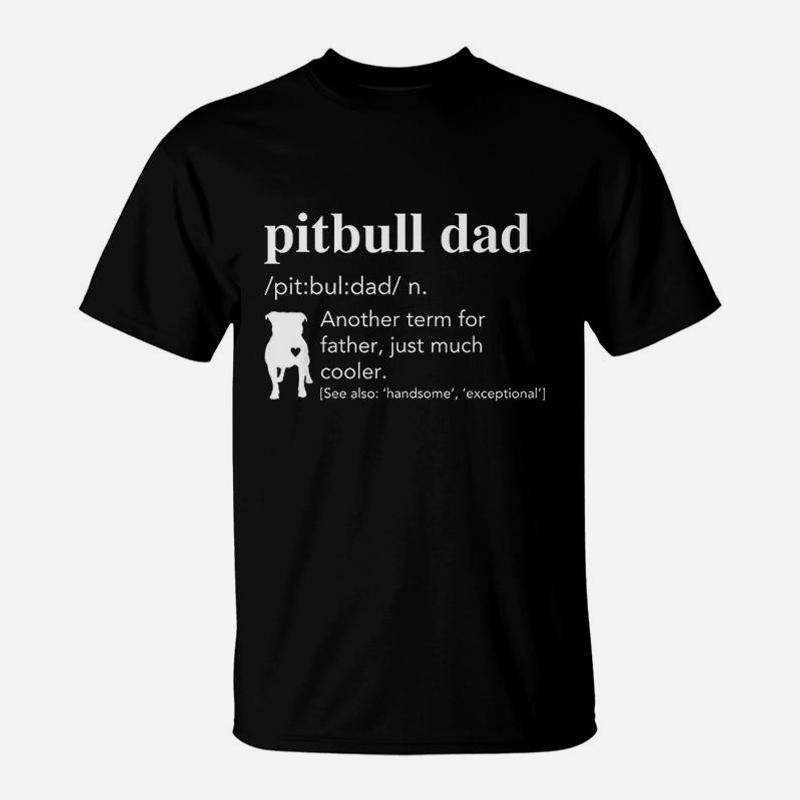 pitbull dad
/pit:bul:dad/ n.
Another term for
father, just much
cooler.
[See also: ‘handsome’, ‘exceptional’]